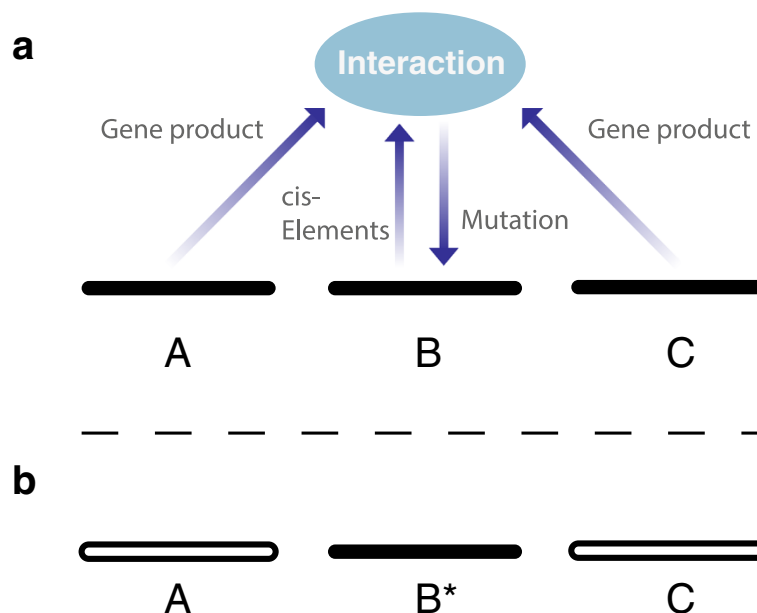 a
Interaction
Gene product
Gene product
cis-
Elements
Mutation
A
B
C
b
A
B*
C